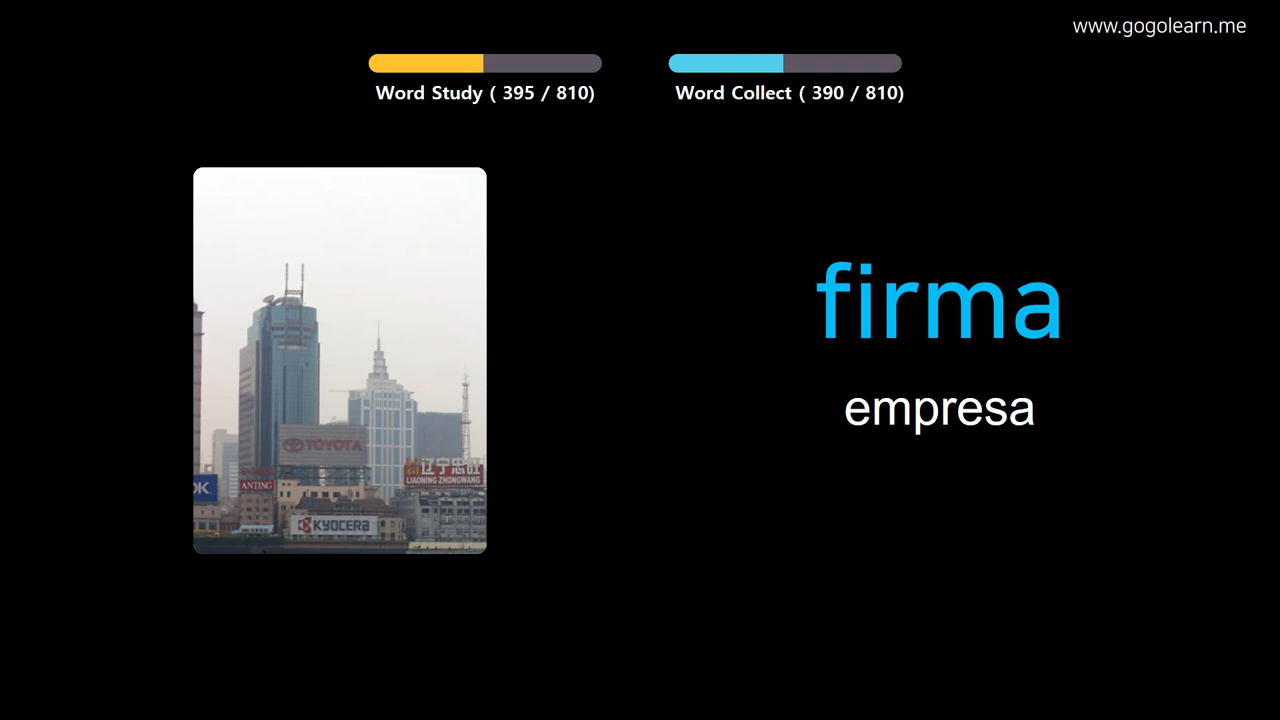 www.gogolearn.me
Word Study ( 395 / 810)
Word Collect ( 390 / 810)
firma
empresa
TOYOTA
辽宁忠旺
LIAONING ZHONGWANG
OK
ANTING
KYOCERA